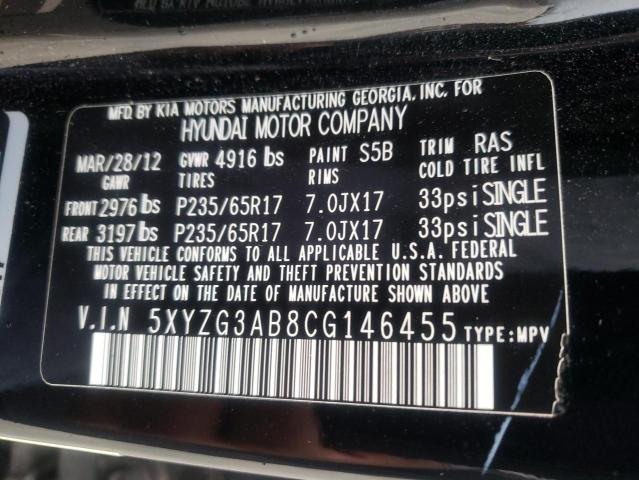 MFD BY KIA MOTORS MANUFACTURING GEORGIA, INC. FOR
HYUNDAI MOTOR COMPANY
MAR/28/12 GVWR 4916 lbs PAINT S5B TRIM RAS
GAWR TIRES RIMS COLD TIRE INFL
FRONT 2976 lbs P235/65R17 7.0JX17 33psi SINGLE
REAR 3197 lbs P235/65R17 7.0JX17 33psi SINGLE
THIS VEHICLE CONFORMS TO ALL APPLICABLE U.S.A. FEDERAL
MOTOR VEHICLE SAFETY AND THEFT PREVENTION STANDARDS
IN EFFECT ON THE DATE OF MANUFACTURE SHOWN ABOVE.
V.I.N 5XYZG3AB8CG146455 TYPE:MPV